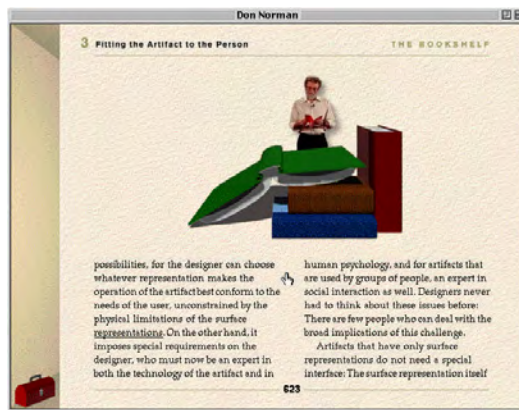 Don Norman
3 Fitting the Artifact to the Person
THE BOOKSHELF
possibilities, for the designer can choose
whatever representation makes the
operation of the artifact best conform to the
needs of the user, unconstrained by the
physical limitations of the surface
representations. On the other hand, it
imposes special requirements on the
designer, who must now be an expert in
both the technology of the artifact and in
human psychology, and for artifacts that
are used by groups of people, an expert in
social interaction as well. Designers never
had to think about these issues before:
There are few people who can deal with the
broad implications of this challenge.
Artifacts that have only surface
representations do not need a special
interface: The surface representation itself
623